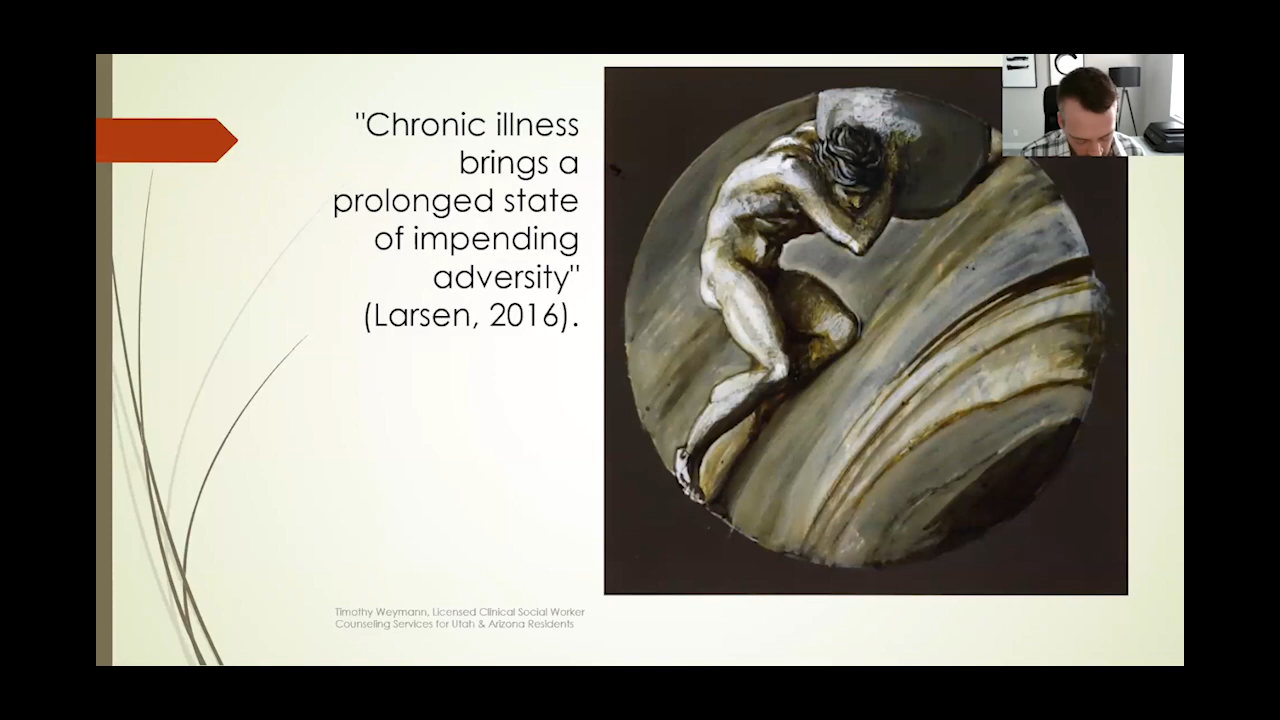 "Chronic illness
brings a
prolonged state
of impending
adversity"
(Larsen, 2016).
Timothy Weymann, Licensed Clinical Social Worker
Counseling Services for Utah & Arizona Residents